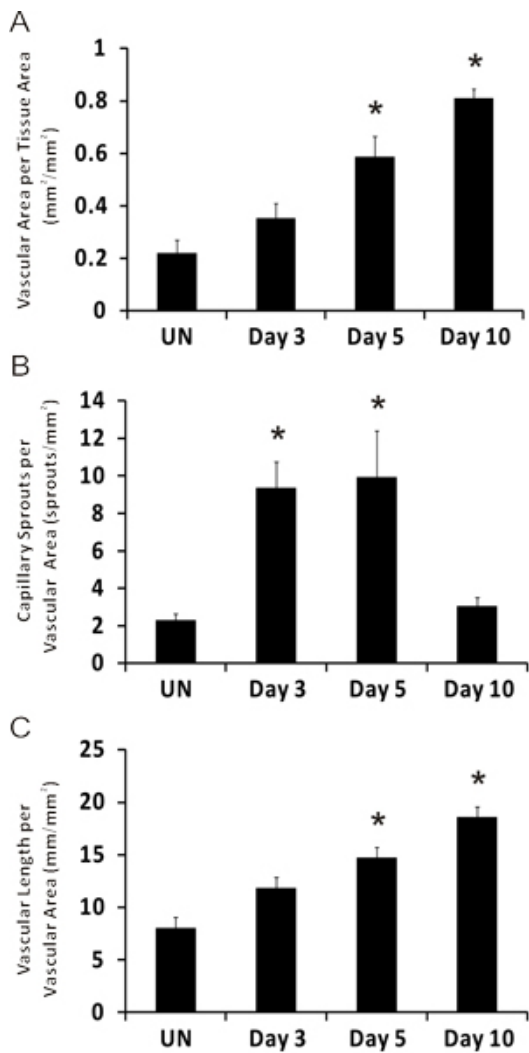 A
Vascular Area per Tissue Area
(mm²/mm²)
1
0.8
0.6
0.4
0.2
0
*
*
UN Day 3 Day 5 Day 10
B
Capillary Sprouts per
Vascular Area (sprouts/mm²)
14
12
10
8
6
4
2
0
*
*
UN Day 3 Day 5 Day 10
C
Vascular Length per
Vascular Area (mm/mm²)
25
20
15
10
5
0
*
*
UN Day 3 Day 5 Day 10